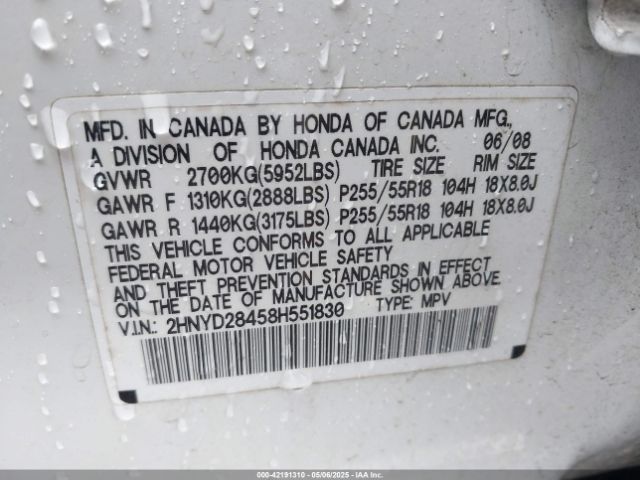 MFD. IN CANADA BY HONDA OF CANADA MFG.,
A DIVISION OF HONDA CANADA INC. 06/08
GVWR 2700KG(5952LBS) TIRE SIZE RIM SIZE
GAWR F 1310KG(2888LBS) P255/55R18 104H 18X8.0J
GAWR R 1440KG(3175LBS) P255/55R18 104H 18X8.0J
THIS VEHICLE CONFORMS TO ALL APPLICABLE
FEDERAL MOTOR VEHICLE SAFETY
AND THEFT PREVENTION STANDARDS IN EFFECT
ON THE DATE OF MANUFACTURE SHOWN ABOVE.
V.I.N.: 2HNYD28458H551830 TYPE: MPV
000-42191310 - 05/06/2025 - IAA Inc.